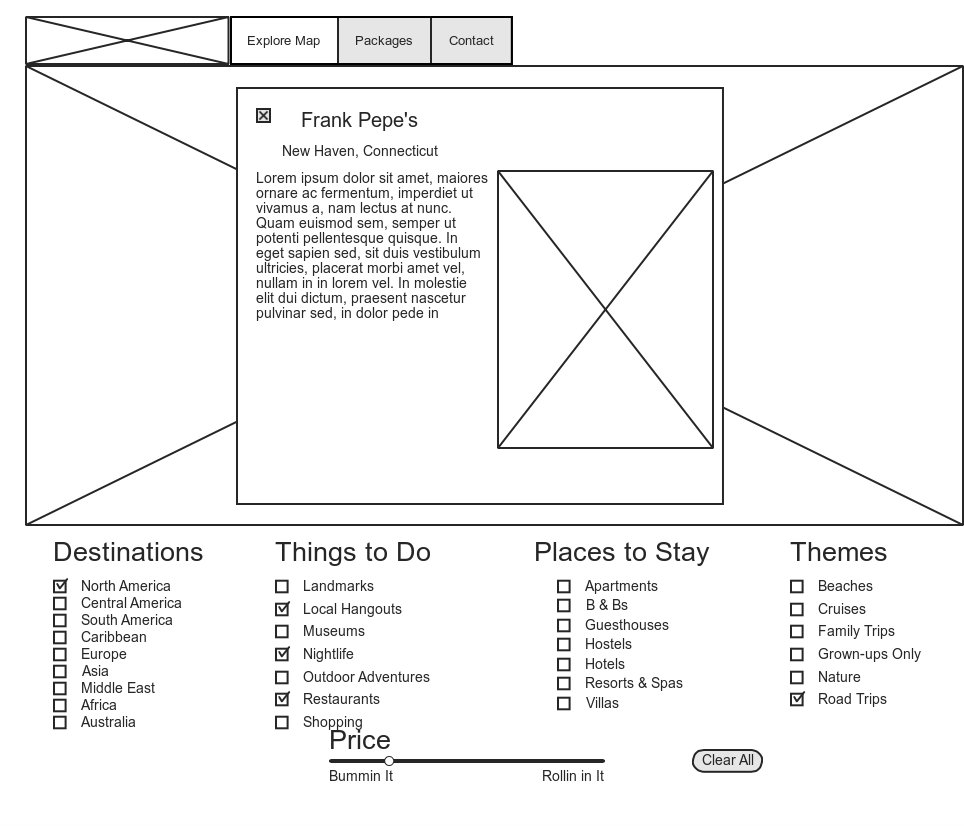 Explore Map
Packages
Contact
Frank Pepe's
New Haven, Connecticut
Lorem ipsum dolor sit amet, maiores
ornare ac fermentum, imperdiet ut
vivamus a, nam lectus at nunc.
Quam euismod sem, semper ut
potenti pellentesque quisque. In
eget sapien sed, sit duis vestibulum
ultricies, placerat morbi amet vel,
nullam in in lorem vel. In molestie
elit dui dictum, praesent nascetur
pulvinar sed, in dolor pede in
Destinations
North America
Central America
South America
Caribbean
Europe
Asia
Middle East
Africa
Australia
Things to Do
Landmarks
Local Hangouts
Museums
Nightlife
Outdoor Adventures
Restaurants
Shopping
Places to Stay
Apartments
B & Bs
Guesthouses
Hostels
Hotels
Resorts & Spas
Villas
Themes
Beaches
Cruises
Family Trips
Grown-ups Only
Nature
Road Trips
Price
Bummin It
Rollin in It
Clear All